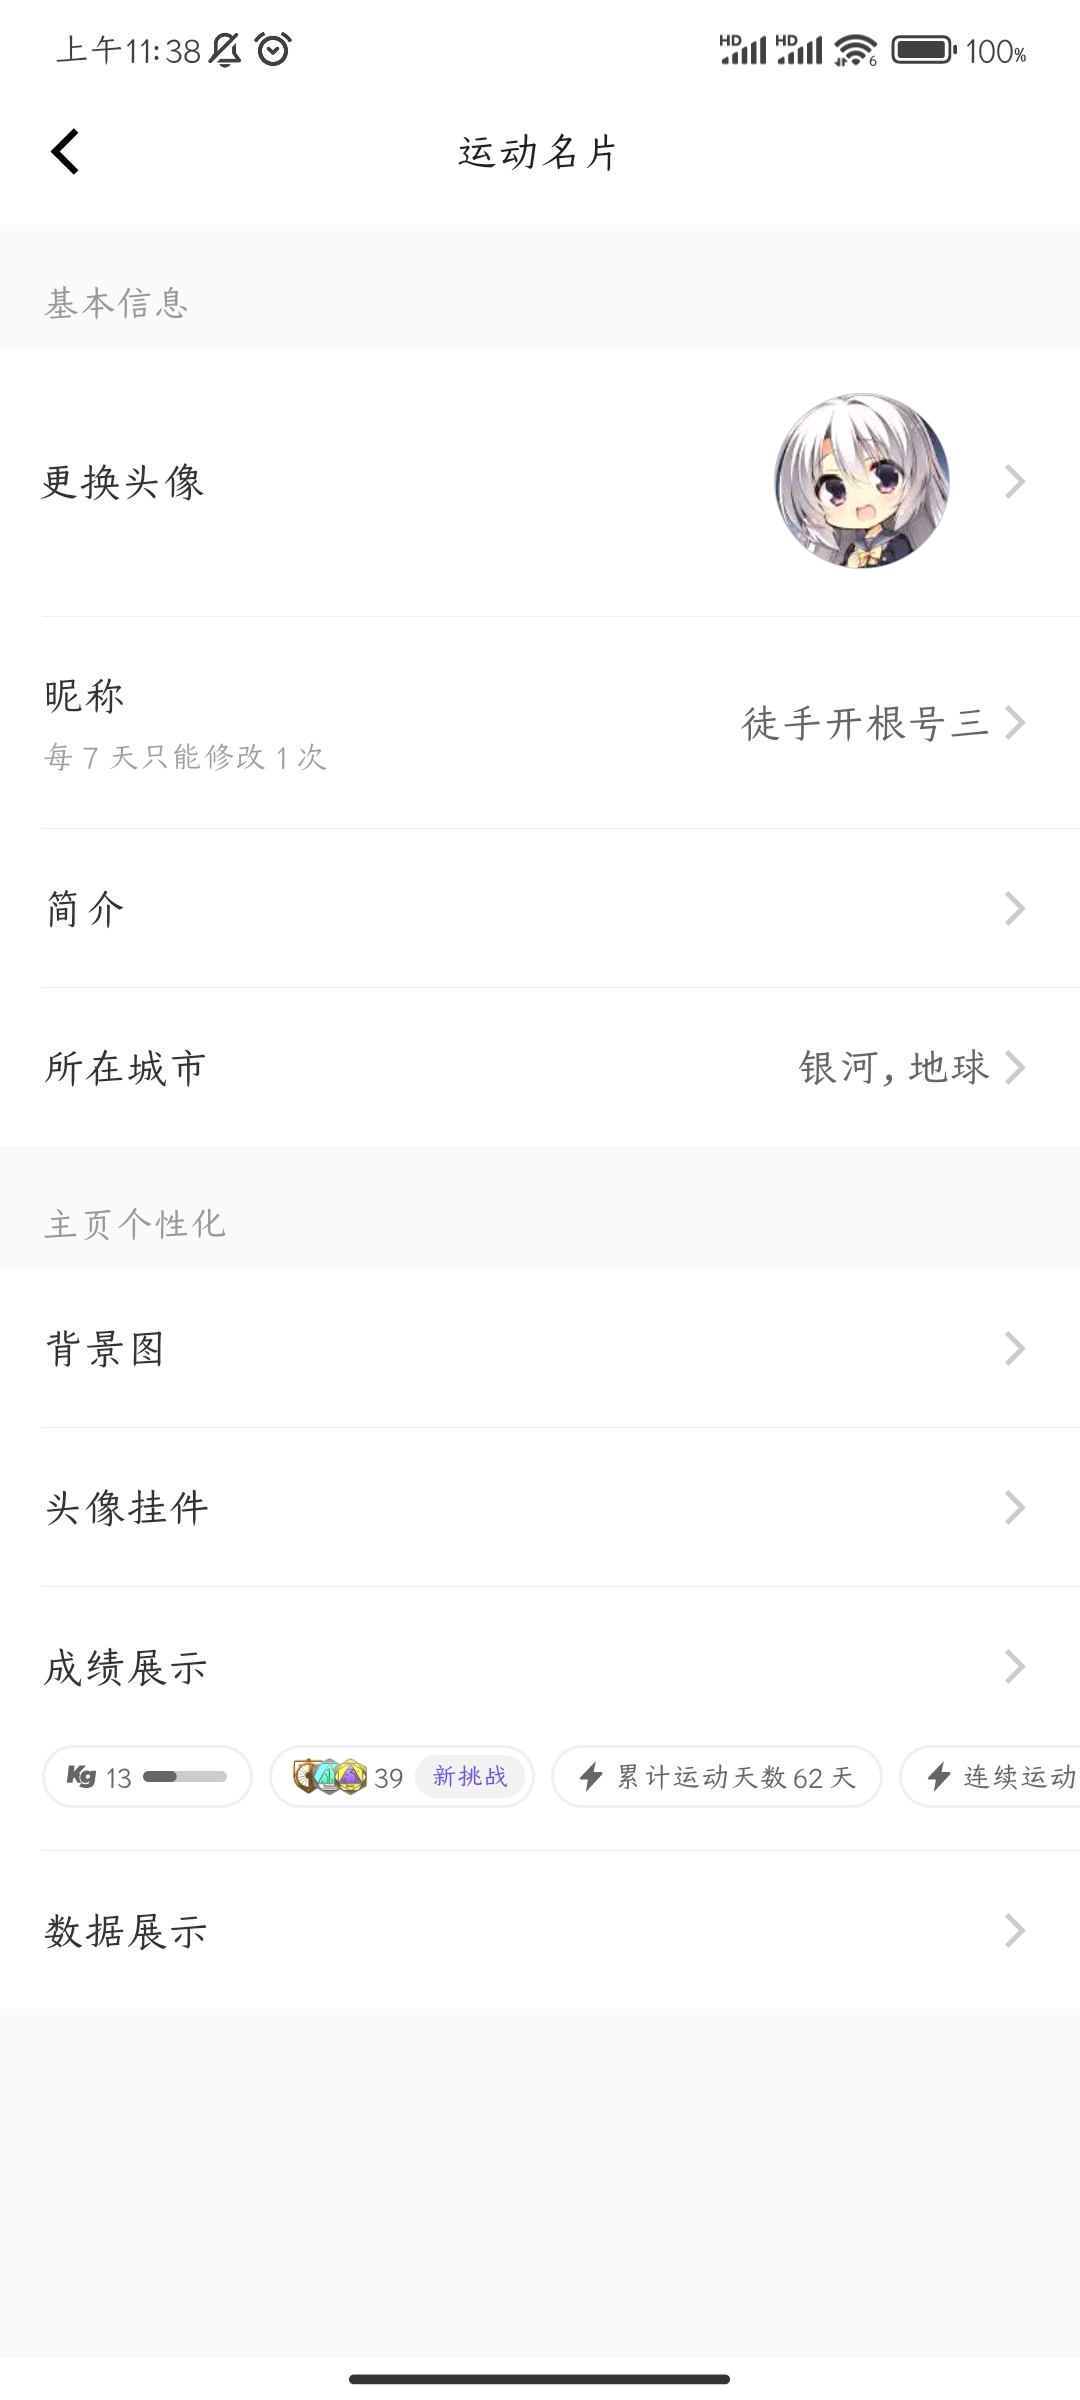 上午11:38 HD HD 6 100%
运动名片
基本信息
更换头像
昵称
徒手开根号三
每 7 天只能修改 1 次
简介
所在城市
银河, 地球
主页个性化
背景图
头像挂件
成绩展示
Kg 13 39 新挑战 累计运动天数 62 天 连续运动
数据展示